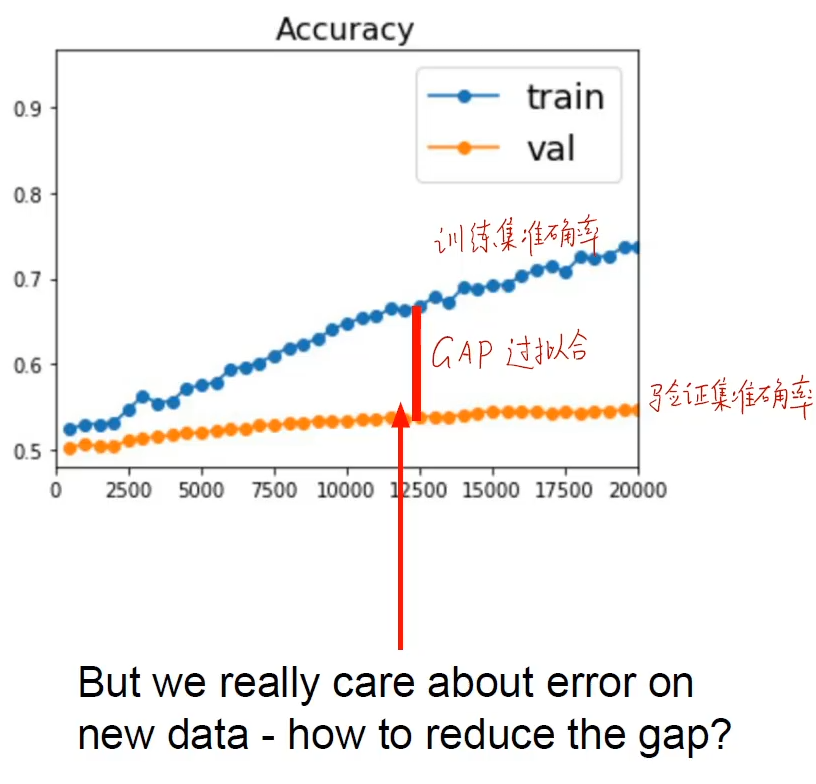 Accuracy
train
val
0.9
0.8
0.7
0.6
0.5
训练集准确率
GAP 过拟合
验证集准确率
0 2500 5000 7500 10000 12500 15000 17500 20000
But we really care about error on
new data - how to reduce the gap?